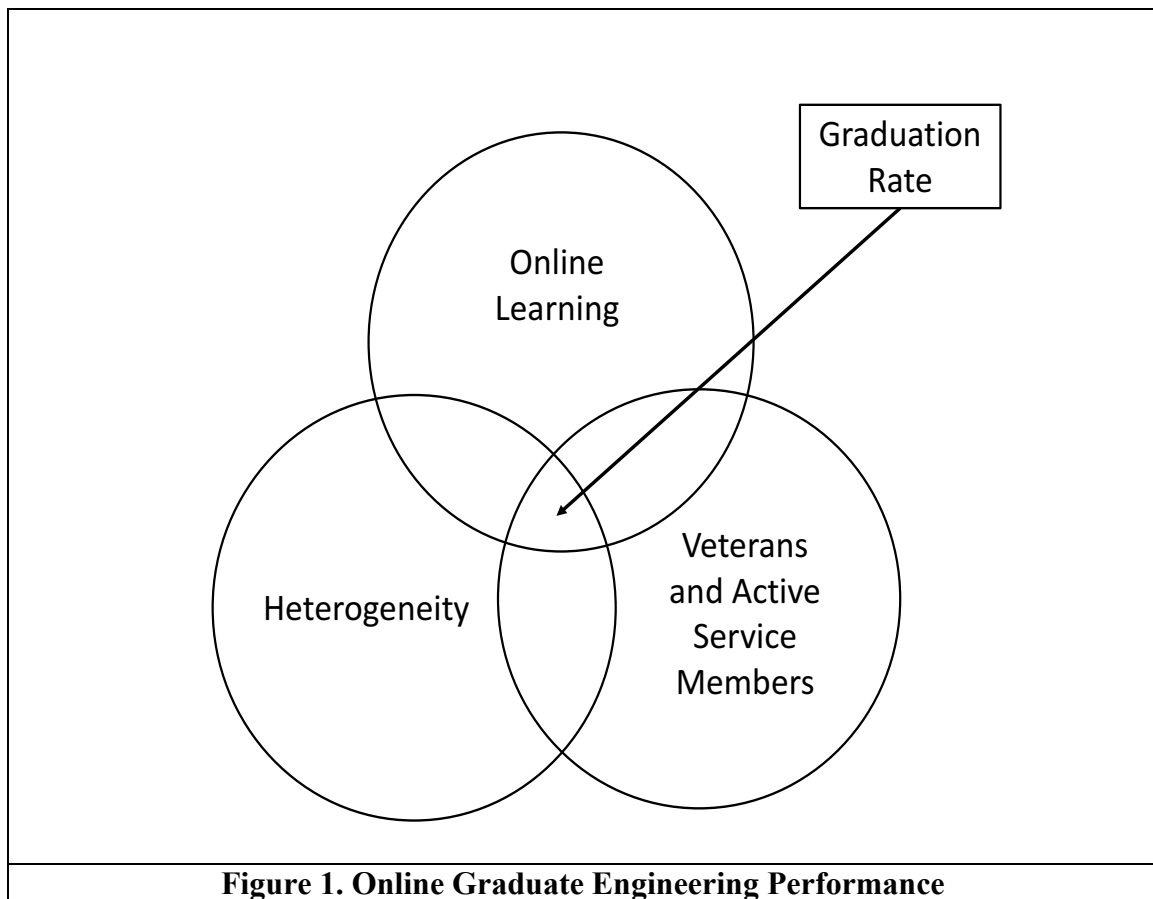 Graduation
Rate
Online
Learning
Heterogeneity
Veterans
and Active
Service
Members
Figure 1. Online Graduate Engineering Performance